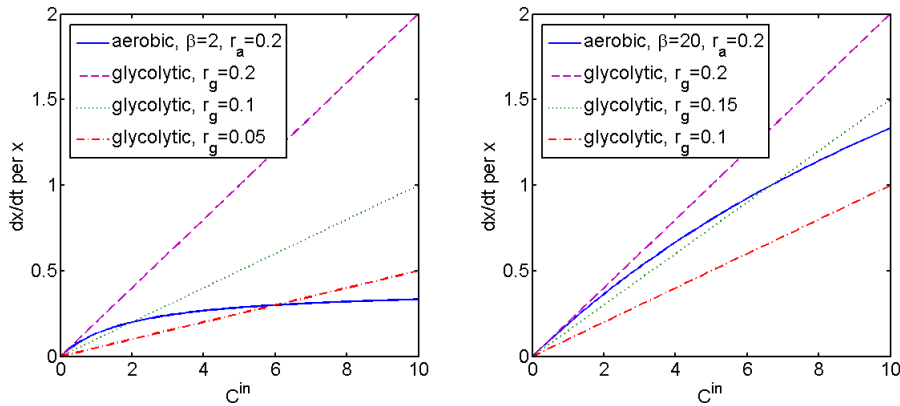 2
1.5
1
0.5
0
0
2
4
6
8
10
dx/dt per x
C^in
aerobic, β=2, r_a=0.2
glycolytic, r_g=0.2
glycolytic, r_g=0.1
glycolytic, r_g=0.05
2
1.5
1
0.5
0
0
2
4
6
8
10
dx/dt per x
C^in
aerobic, β=20, r_a=0.2
glycolytic, r_g=0.2
glycolytic, r_g=0.15
glycolytic, r_g=0.1